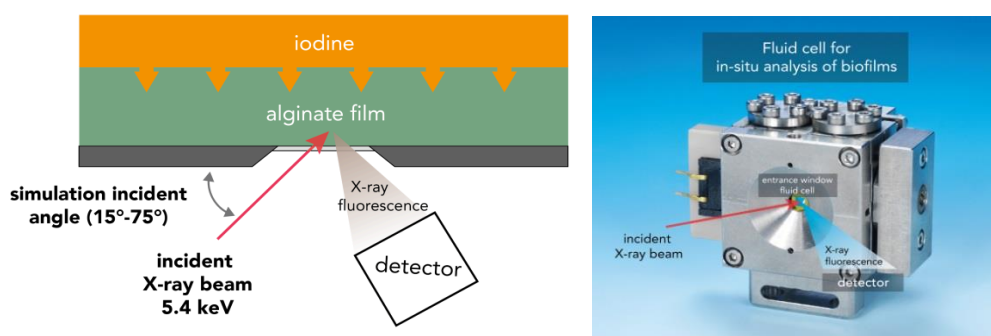 iodine
alginate film
simulation incident
angle (15°-75°)
X-ray
fluorescence
incident
X-ray beam
5.4 keV
detector
Fluid cell for
in-situ analysis of biofilms
entrance window
fluid cell
incident
X-ray beam
X-ray
fluorescence
detector